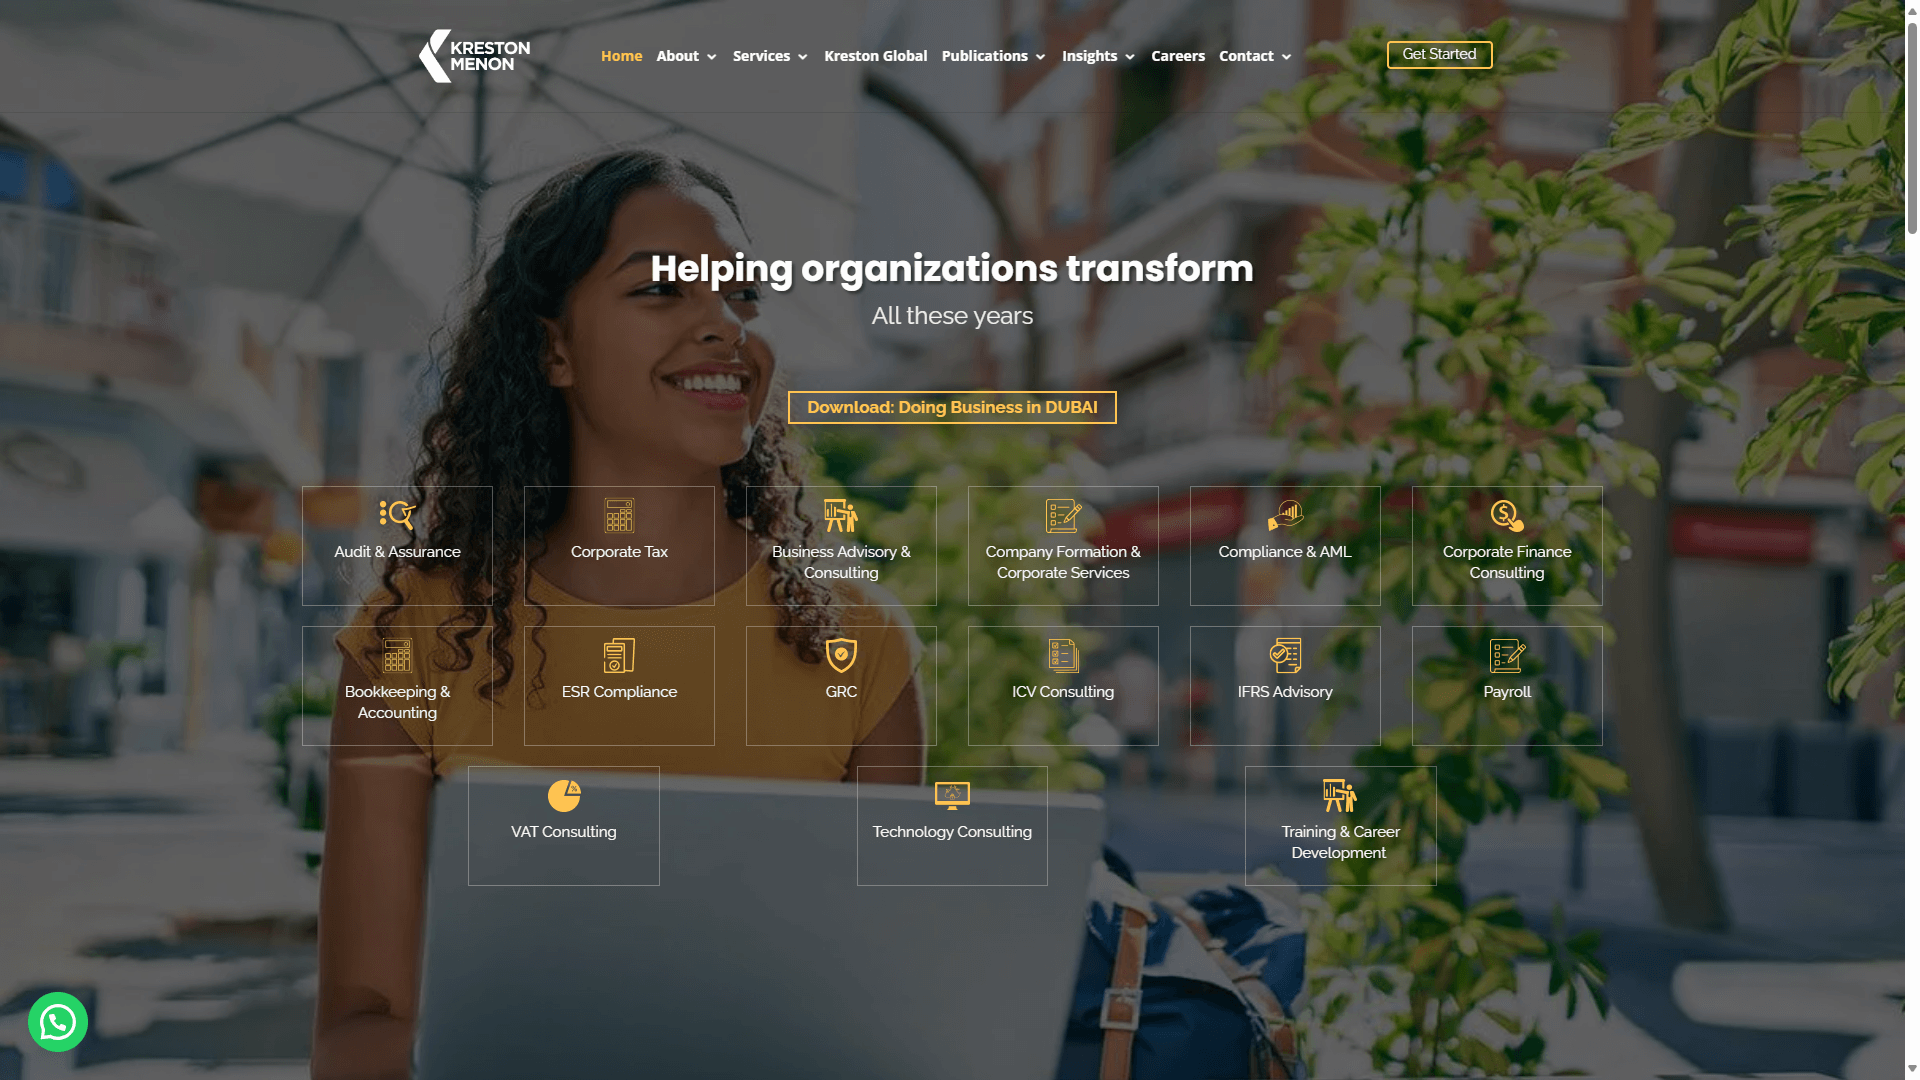 KRESTON
MENON
Home About Services Kreston Global Publications Insights Careers Contact
Get Started
Helping organizations transform
All these years
Download: Doing Business in DUBAI
Audit & Assurance
Corporate Tax
Business Advisory &
Consulting
Company Formation &
Corporate Services
Compliance & AML
Corporate Finance
Consulting
Bookkeeping &
Accounting
ESR Compliance
GRC
ICV Consulting
IFRS Advisory
Payroll
VAT Consulting
Technology Consulting
Training & Career
Development